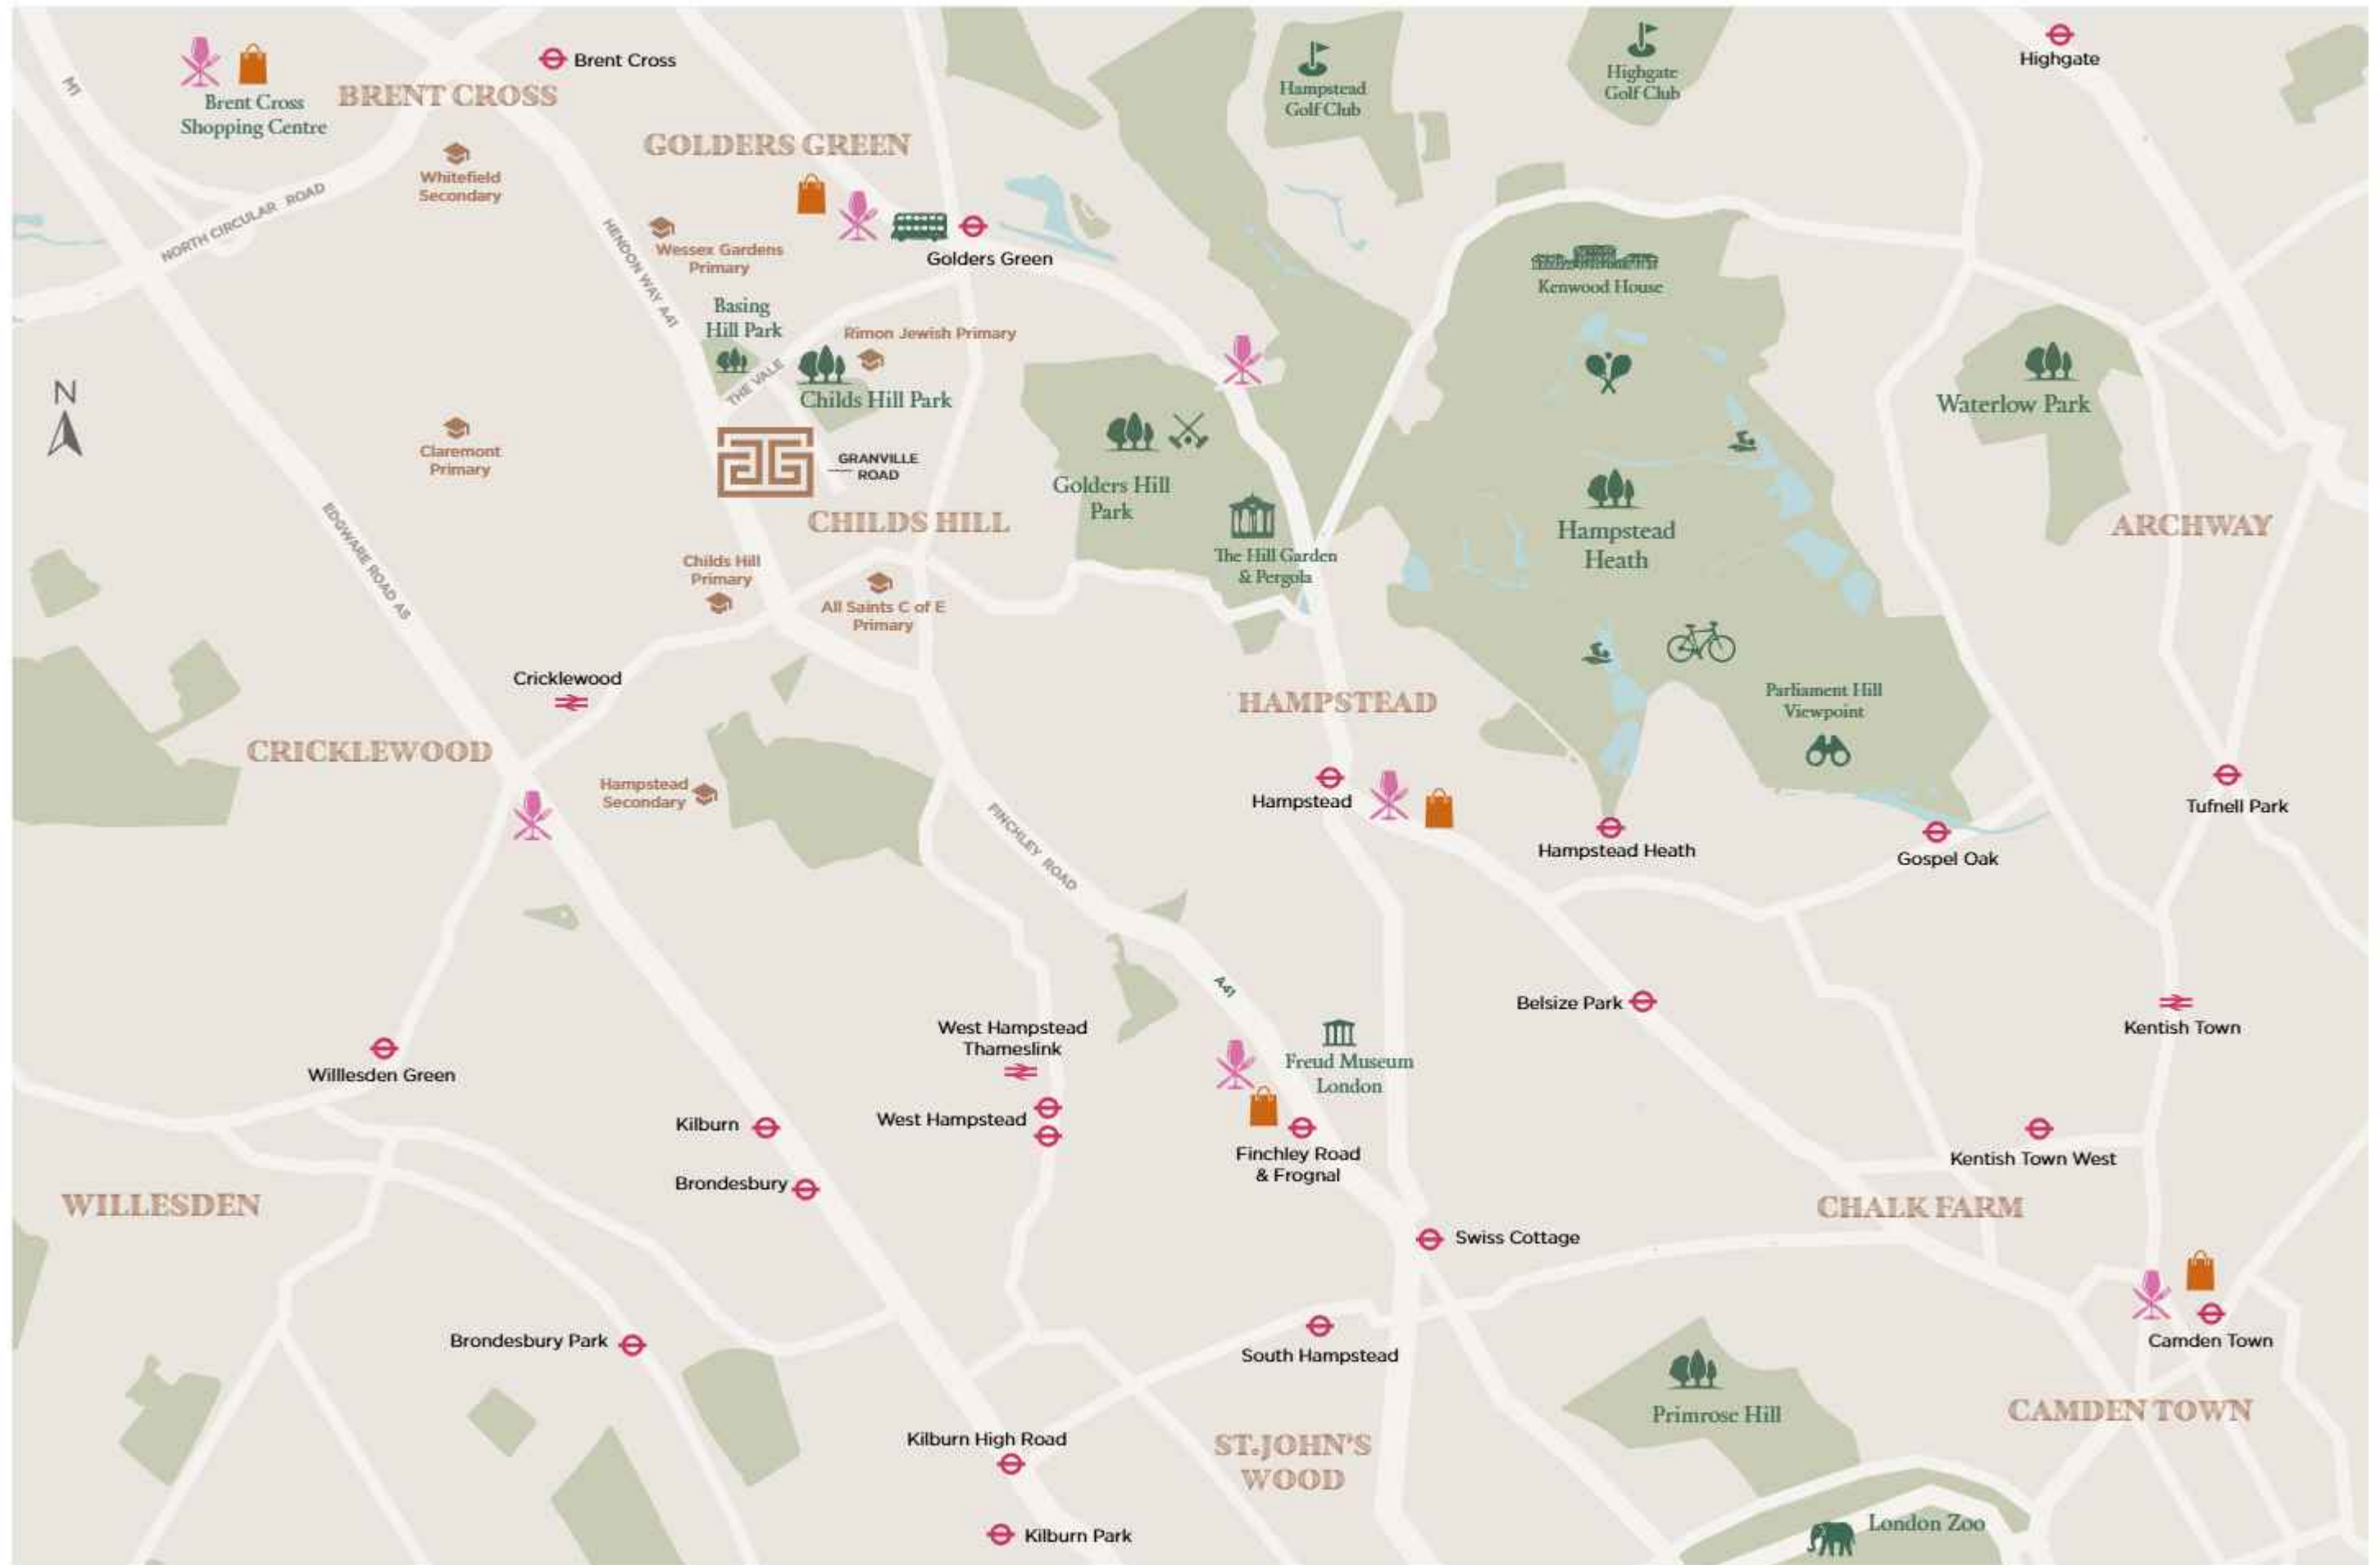 Brent Cross
Highgate
Hampstead
Golf Club
Highgate
Golf Club
Brent Cross
Shopping Centre
BRENT CROSS
M1
GOLDERS GREEN
Whitefield
Secondary
NORTH CIRCULAR ROAD
HENDON WAY A41
Wessex Gardens
Primary
Golders Green
Kenwood House
Basing
Hill Park
Rimon Jewish Primary
THE VALE
Childs Hill Park
N
Waterlow Park
Claremont
Primary
GRANVILLE
ROAD
Golders Hill
Park
CHILDS HILL
Hampstead
Heath
ARCHWAY
EDGWARE ROAD A5
The Hill Garden
& Pergola
Childs Hill
Primary
All Saints C of E
Primary
Cricklewood
HAMPSTEAD
Parliament Hill
Viewpoint
CRICKLEWOOD
Hampstead
Secondary
FINCHLEY ROAD
Hampstead
Hampstead Heath
Gospel Oak
Tufnell Park
A41
Belsize Park
Kentish Town
West Hampstead
Thameslink
Freud Museum
London
Willlesden Green
Kilburn
West Hampstead
Finchley Road
& Frognal
Kentish Town West
Brondesbury
WILLESDEN
CHALK FARM
Swiss Cottage
Brondesbury Park
South Hampstead
Camden Town
Primrose Hill
CAMDEN TOWN
Kilburn High Road
ST.JOHN'S
WOOD
Kilburn Park
London Zoo